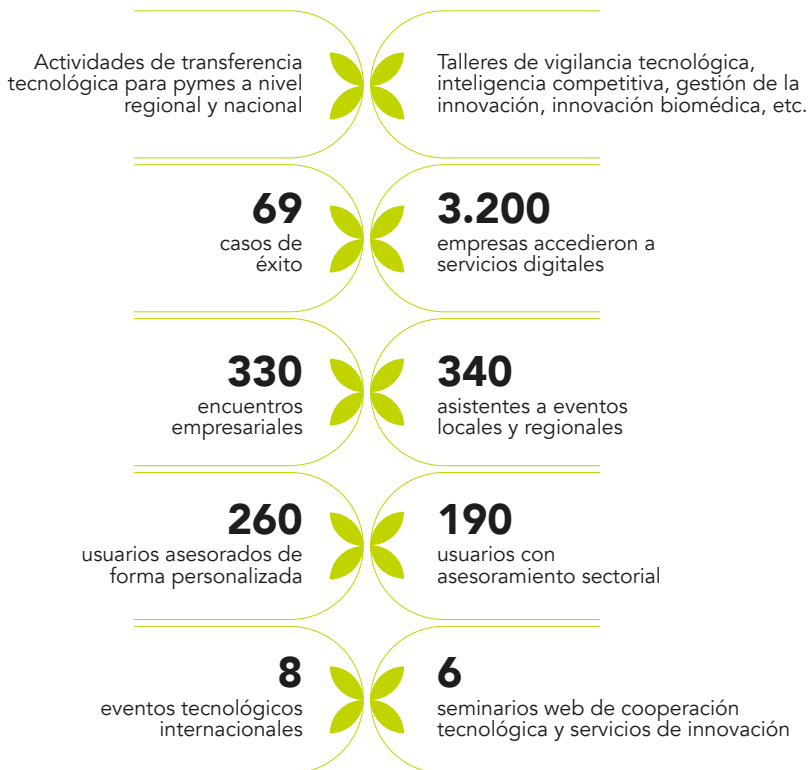 Actividades de transferencia
tecnológica para pymes a nivel
regional y nacional
Talleres de vigilancia tecnológica,
inteligencia competitiva, gestión de la
innovación, innovación biomédica, etc.
69
casos de
éxito
3.200
empresas accedieron a
servicios digitales
330
encuentros
empresariales
340
asistentes a eventos
locales y regionales
260
usuarios asesorados de
forma personalizada
190
usuarios con
asesoramiento sectorial
8
eventos tecnológicos
internacionales
6
seminarios web de cooperación
tecnológica y servicios de innovación